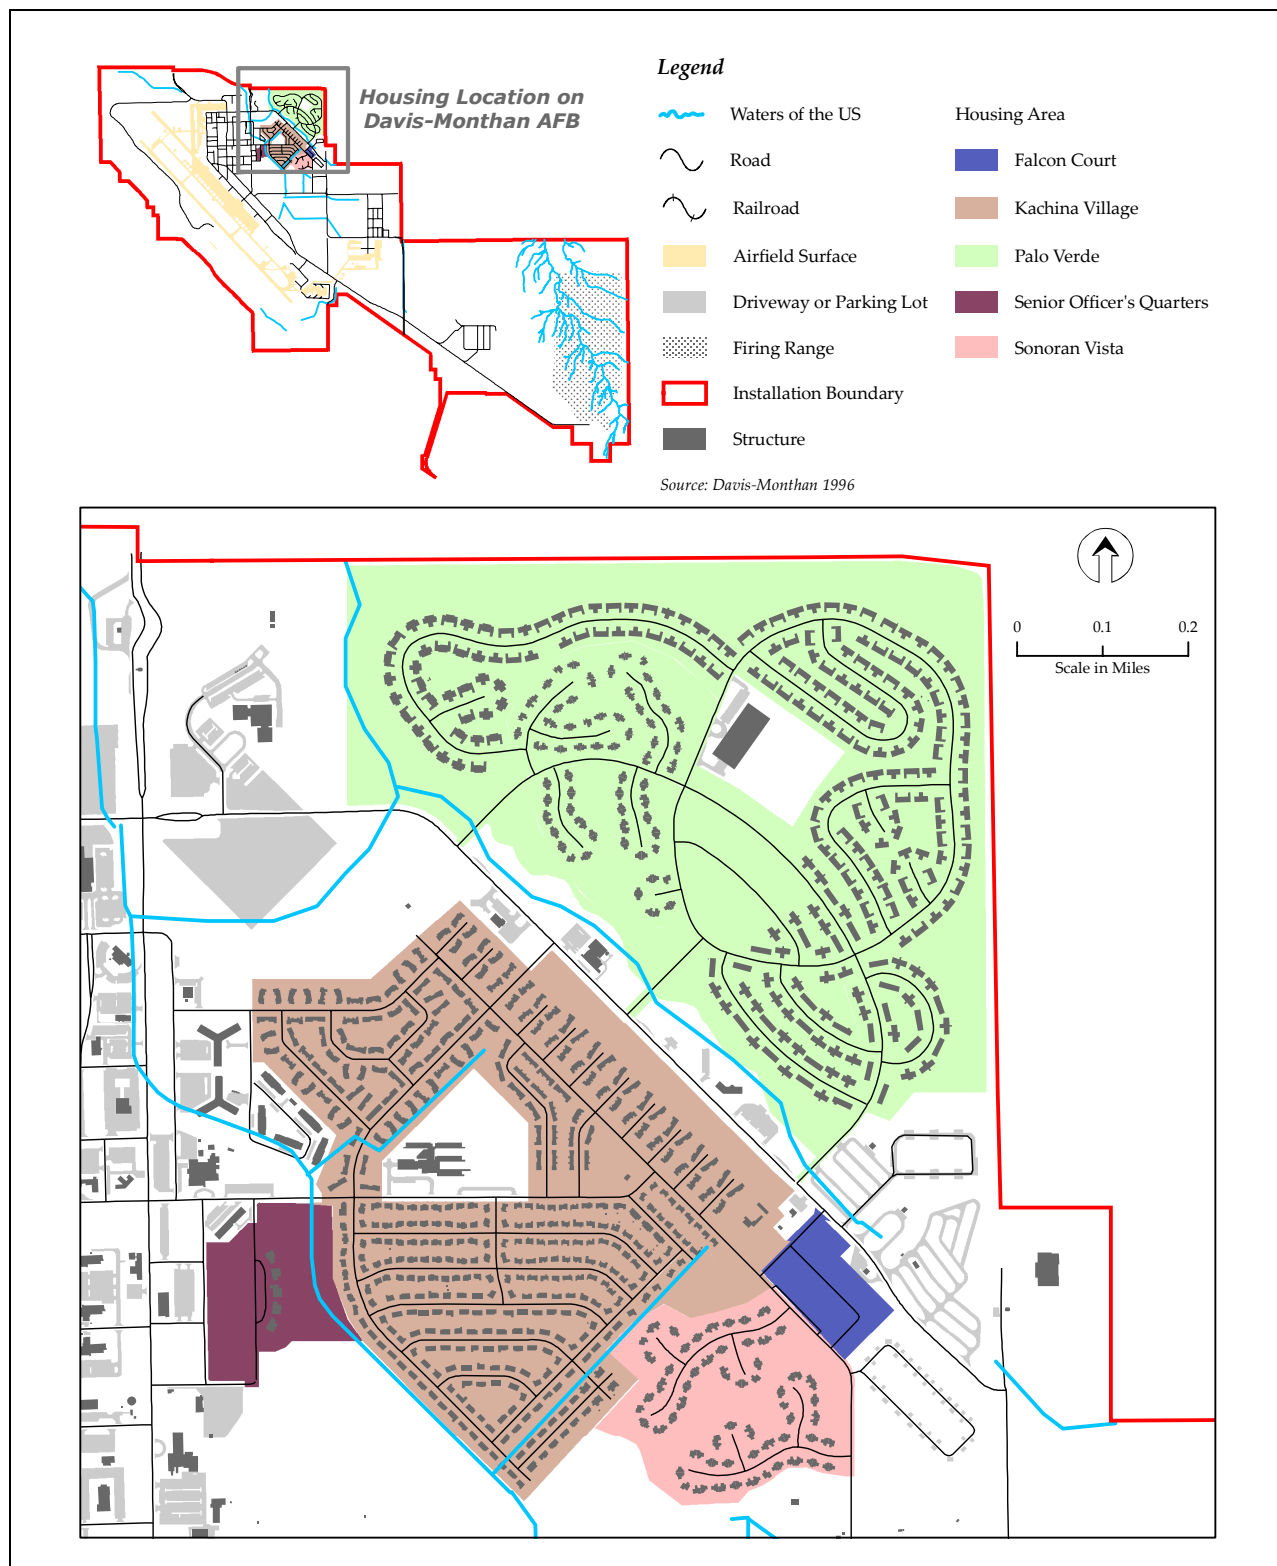 Housing Location on
Davis-Monthan AFB
Legend
Waters of the US
Road
Railroad
Airfield Surface
Driveway or Parking Lot
Firing Range
Installation Boundary
Structure
Housing Area
Falcon Court
Kachina Village
Palo Verde
Senior Officer's Quarters
Sonoran Vista
Source: Davis-Monthan 1996
0 0.1 0.2
Scale in Miles